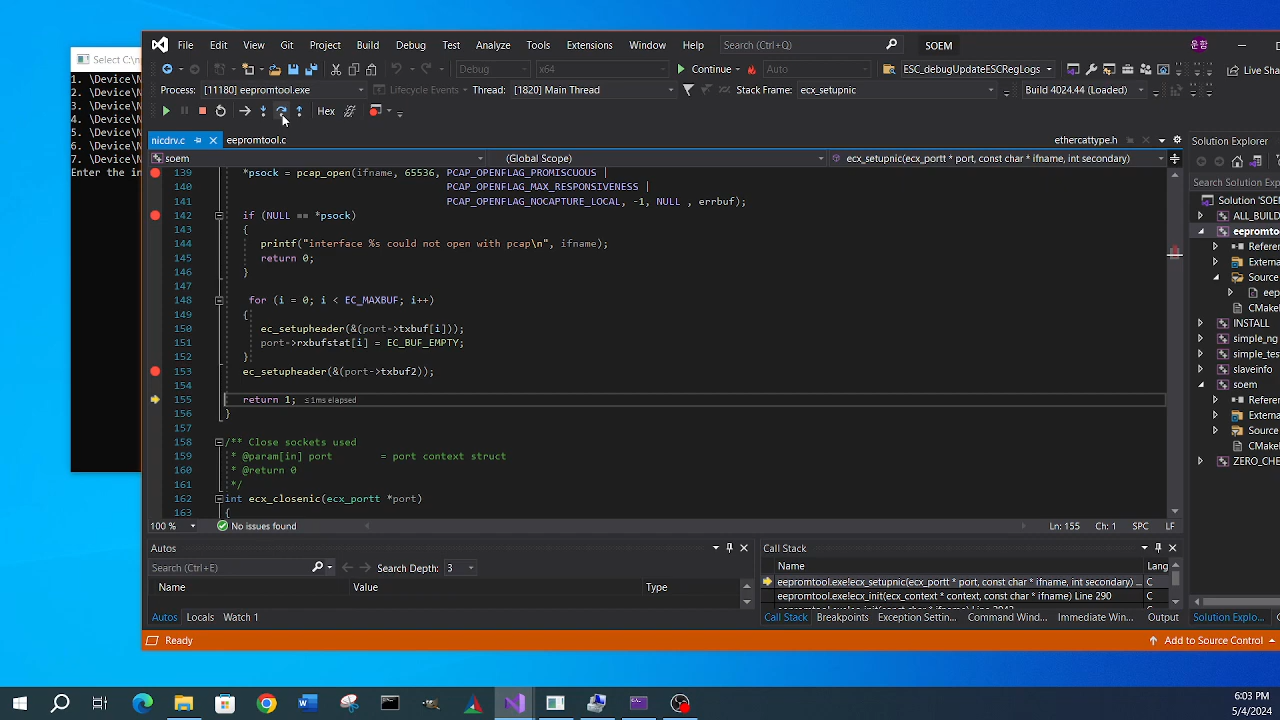 Select C:\n
1. \Device\N
2. \Device\N
3. \Device\N
4. \Device\N
5. \Device\N
6. \Device\N
7. \Device\N
Enter the in
File Edit View Git Project Build Debug Test Analyze Tools Extensions Window Help Search (Ctrl+Q) SOEM 운황
Debug x64 Continue Auto ESC_debugUpdateESCRegLogs Live Sha
Process: [11180] eepromtool.exe Lifecycle Events Thread: [1820] Main Thread Stack Frame: ecx_setupnic Build 4024.44 (Released)
Hex
nicdrv.c eepromtool.c ethercattype.h
soem (Global Scope) ecx_setupnic(ecx_portt * port, const char * ifname, int secondary)
139 *psock = pcap_open(ifname, 65536, PCAP_OPENFLAG_PROMISCUOUS |
140 PCAP_OPENFLAG_MAX_RESPONSIVENESS |
141 PCAP_OPENFLAG_NOCAPTURE_LOCAL, -1, NULL , errbuf);
142 if (NULL == *psock)
143 {
144 printf("interface %s could not open with pcap\n", ifname);
145 return 0;
146 }
147
148 for (i = 0; i < EC_MAXBUF; i++)
149 {
150 ec_setupheader(&(port->txbuf[i]));
151 port->rxbufstat[i] = EC_BUF_EMPTY;
152 }
153 ec_setupheader(&(port->txbuf2));
154
155 return 1; ≤1ms elapsed
156 }
157
158 /** Close sockets used
159 * @param[in] port = port context struct
160 * @return 0
161 */
162 int ecx_closenic(ecx_portt *port)
163 {
100 % No issues found Ln: 155 Ch: 1 SPC LF
Solution Explorer
Search Solution Exp
Solution 'SOEM'
ALL_BUILD
eepromto
Referer
Externa
Source
eep
CMake
INSTALL
simple_ng
simple_tes
slaveinfo
soem
Referer
Externa
Source
CMake
ZERO_CHE
Solution Explo...
Autos
Search (Ctrl+E) Search Depth: 3
Name Value Type
Autos Locals Watch 1
Call Stack
Name Lang
eepromtool.exe!ecx_setupnic(ecx_portt * port, const char * ifname, int secondary) ... C
eepromtool.exe!ecx_init(ecx_context * context, const char * ifname) Line 290 C
Call Stack Breakpoints Exception Setting... Command Wind... Immediate Win... Output
Ready Add to Source Control
6:03 PM
5/4/2024